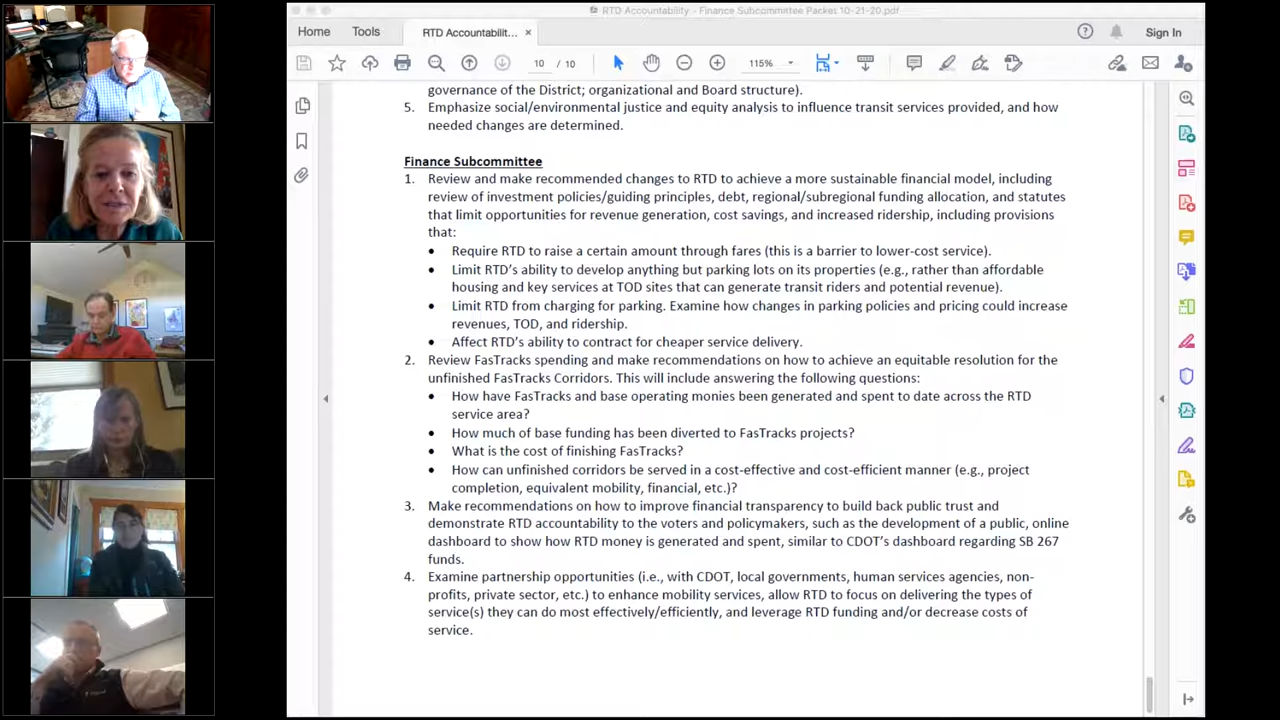 RTD Accountability - Finance Subcommittee Packet 10-21-20.pdf
Home Tools RTD Accountabilit... × Sign In
10 / 10 115%
governance of the District; organizational and Board structure).
5. Emphasize social/environmental justice and equity analysis to influence transit services provided, and how
needed changes are determined.
Finance Subcommittee
1. Review and make recommended changes to RTD to achieve a more sustainable financial model, including
review of investment policies/guiding principles, debt, regional/subregional funding allocation, and statutes
that limit opportunities for revenue generation, cost savings, and increased ridership, including provisions
that:
• Require RTD to raise a certain amount through fares (this is a barrier to lower-cost service).
• Limit RTD's ability to develop anything but parking lots on its properties (e.g., rather than affordable
housing and key services at TOD sites that can generate transit riders and potential revenue).
• Limit RTD from charging for parking. Examine how changes in parking policies and pricing could increase
revenues, TOD, and ridership.
• Affect RTD's ability to contract for cheaper service delivery.
2. Review FasTracks spending and make recommendations on how to achieve an equitable resolution for the
unfinished FasTracks Corridors. This will include answering the following questions:
• How have FasTracks and base operating monies been generated and spent to date across the RTD
service area?
• How much of base funding has been diverted to FasTracks projects?
• What is the cost of finishing FasTracks?
• How can unfinished corridors be served in a cost-effective and cost-efficient manner (e.g., project
completion, equivalent mobility, financial, etc.)?
3. Make recommendations on how to improve financial transparency to build back public trust and
demonstrate RTD accountability to the voters and policymakers, such as the development of a public, online
dashboard to show how RTD money is generated and spent, similar to CDOT's dashboard regarding SB 267
funds.
4. Examine partnership opportunities (i.e., with CDOT, local governments, human services agencies, non-
profits, private sector, etc.) to enhance mobility services, allow RTD to focus on delivering the types of
service(s) they can do most effectively/efficiently, and leverage RTD funding and/or decrease costs of
service.